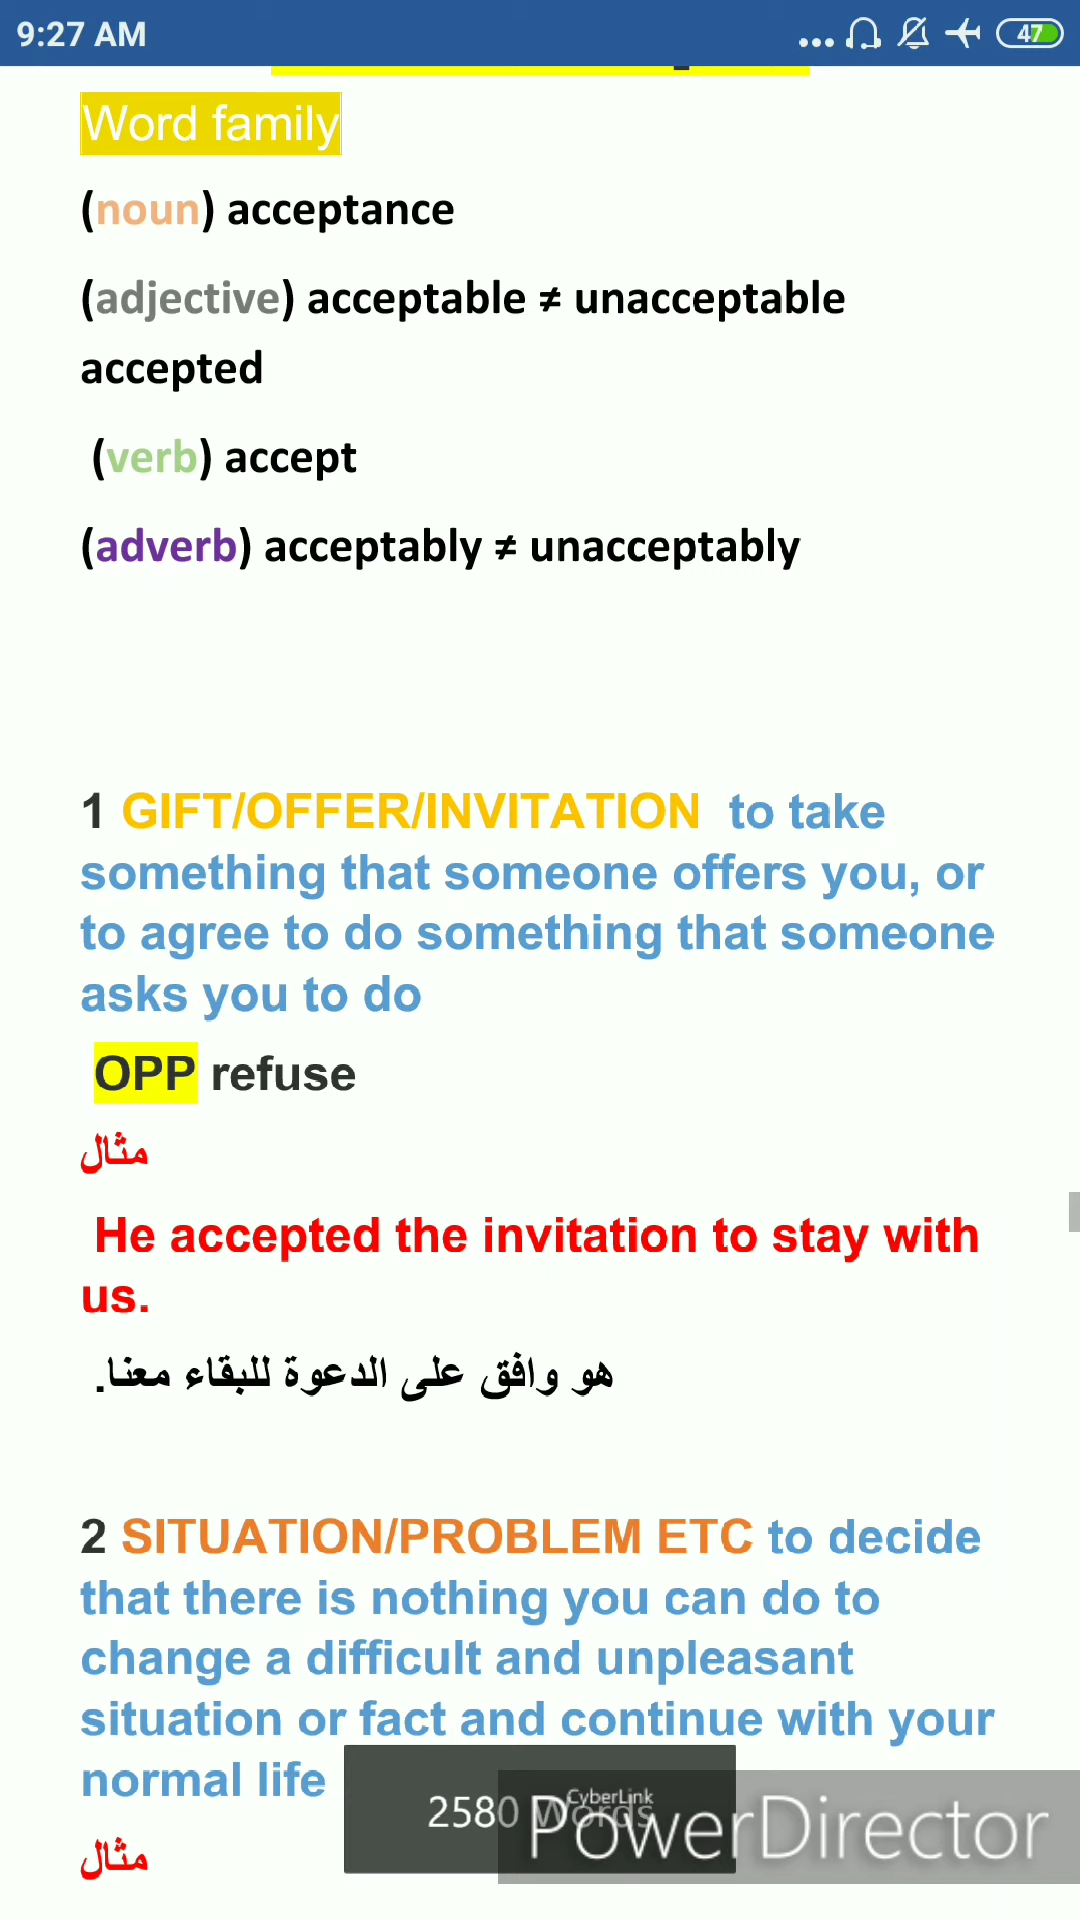 9:27 AM
47
Word family
(noun) acceptance
(adjective) acceptable ≠ unacceptable
accepted
(verb) accept
(adverb) acceptably ≠ unacceptably
1 GIFT/OFFER/INVITATION to take
something that someone offers you, or
to agree to do something that someone
asks you to do
OPP refuse
مثال
He accepted the invitation to stay with
us.
هو وافق على الدعوة للبقاء معنا.
2 SITUATION/PROBLEM ETC to decide
that there is nothing you can do to
change a difficult and unpleasant
situation or fact and continue with your
normal life
2580 Words
CyberLink
PowerDirector
مثال